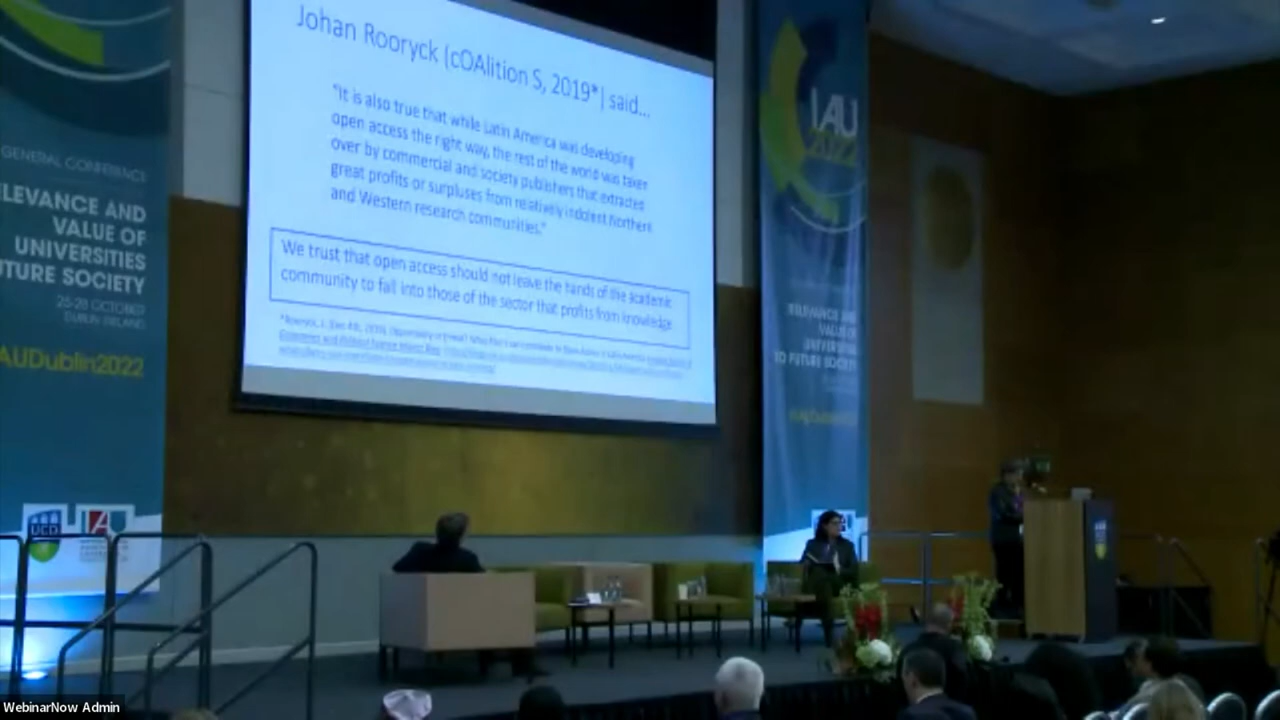 GENERAL CONFERENCE
ELEVANCE AND
VALUE OF
UNIVERSITIES
UTURE SOCIETY
25-28 OCTOBER
DUBLIN IRELAND
AUDublin2022
UCD
IAU
Johan Rooryck (cOAlition S, 2019*) said...
"It is also true that while Latin America was developing
open access the right way, the rest of the world was taken
over by commercial and society publishers that extracted
great profits or surpluses from relatively indolent Northern
and Western research communities."
We trust that open access should not leave the hands of the academic
community to fall into those of the sector that profits from knowledge
IAU
2022
RELEVANCE AND
VALUE OF
UNIVERSITIES
TO FUTURE SOCIETY
WebinarNow Admin